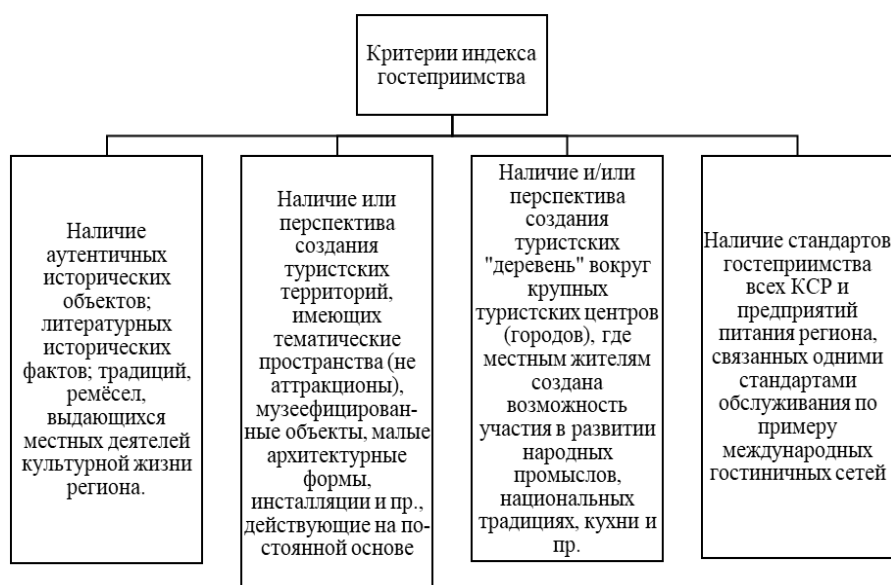 Критерии индекса
гостеприимства
Наличие
аутентичных
исторических
объектов;
литературных
исторических
фактов; традиций,
ремёсел,
выдающихся
местных деятелей
культурной жизни
региона.
Наличие или
перспектива
создания
туристских
территорий,
имеющих
тематические
пространства (не
аттракционы),
музеефицирован-
ные объекты, малые
архитектурные
формы,
инсталляции и пр.,
действующие на по-
стоянной основе
Наличие и/или
перспектива
создания
туристских
"деревень" вокруг
крупных
туристских центров
(городов), где
местным жителям
создана
возможность
участия в развитии
народных
промыслов,
национальных
традициях, кухни и
пр.
Наличие стандартов
гостеприимства
всех КСР и
предприятий
питания региона,
связанных одними
стандартами
обслуживания по
примеру
международных
гостиничных сетей